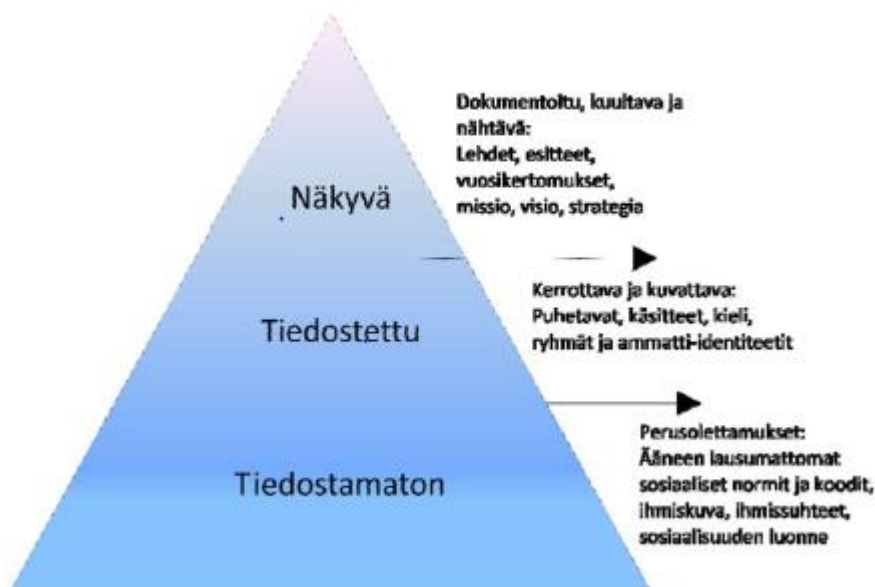 Dokumentoitu, kuultava ja
nähtävä:
Lehdet, esitteet,
vuosikertomukset,
missio, visio, strategia
Näkyvä
Kerrottava ja kuvattava:
Puhetavat, käsitteet, kieli,
ryhmät ja ammatti-identiteetit
Tiedostettu
Perusolettamukset:
Ääneen lausumattomat
sosiaaliset normit ja koodit,
ihmiskuva, ihmissuhteet,
sosiaalisuuden luonne
Tiedostamaton